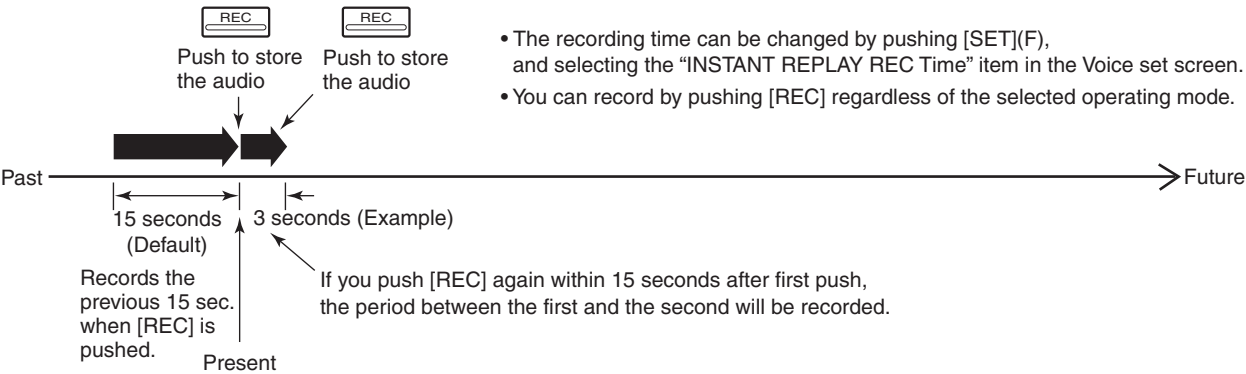 REC
REC
Push to store
the audio
Push to store
the audio
• The recording time can be changed by pushing [SET](F),
and selecting the “INSTANT REPLAY REC Time” item in the Voice set screen.
• You can record by pushing [REC] regardless of the selected operating mode.
Past
Future
15 seconds
(Default)
3 seconds (Example)
Records the
previous 15 sec.
when [REC] is
pushed.
If you push [REC] again within 15 seconds after first push,
the period between the first and the second will be recorded.
Present